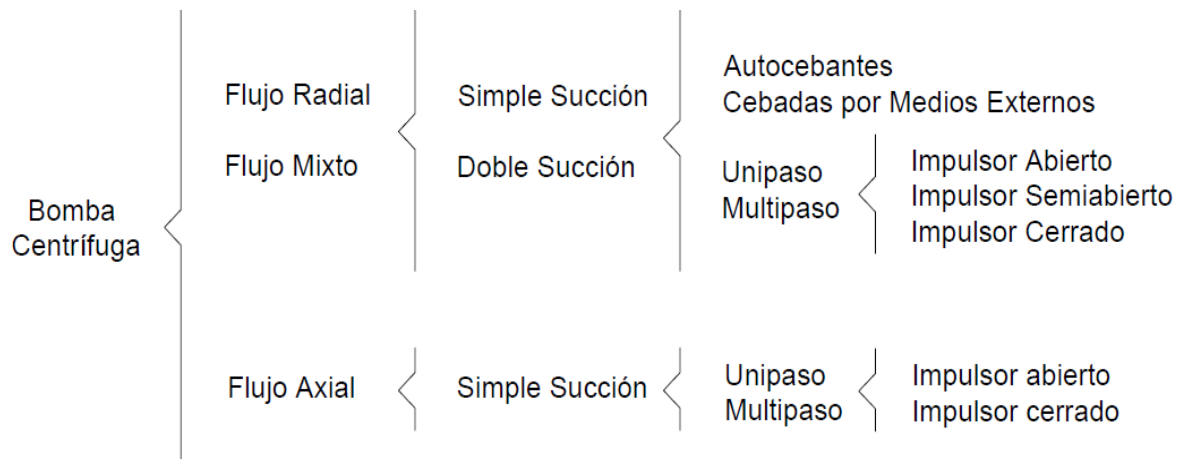 Bomba
Centrífuga
Flujo Radial
Flujo Mixto
Simple Succión
Doble Succión
Autocebantes
Cebadas por Medios Externos
Unipaso
Multipaso
Impulsor Abierto
Impulsor Semiabierto
Impulsor Cerrado
Flujo Axial
Simple Succión
Unipaso
Multipaso
Impulsor abierto
Impulsor cerrado